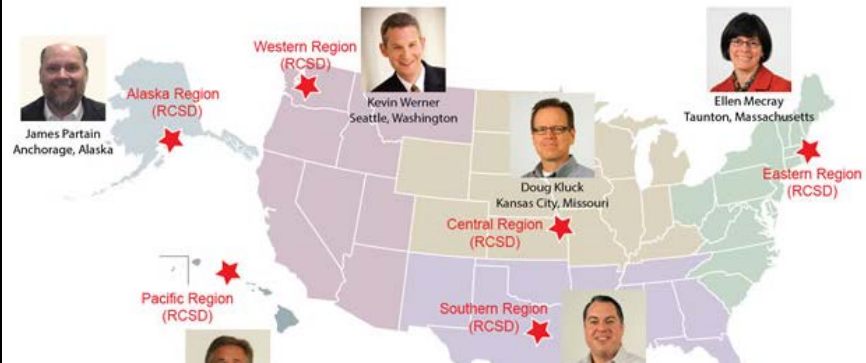 Western Region
(RCSD)
Kevin Werner
Seattle, Washington
Alaska Region
(RCSD)
James Partain
Anchorage, Alaska
Ellen Mecray
Taunton, Massachusetts
Eastern Region
(RCSD)
Doug Kluck
Kansas City, Missouri
Central Region
(RCSD)
Pacific Region
(RCSD)
Southern Region
(RCSD)